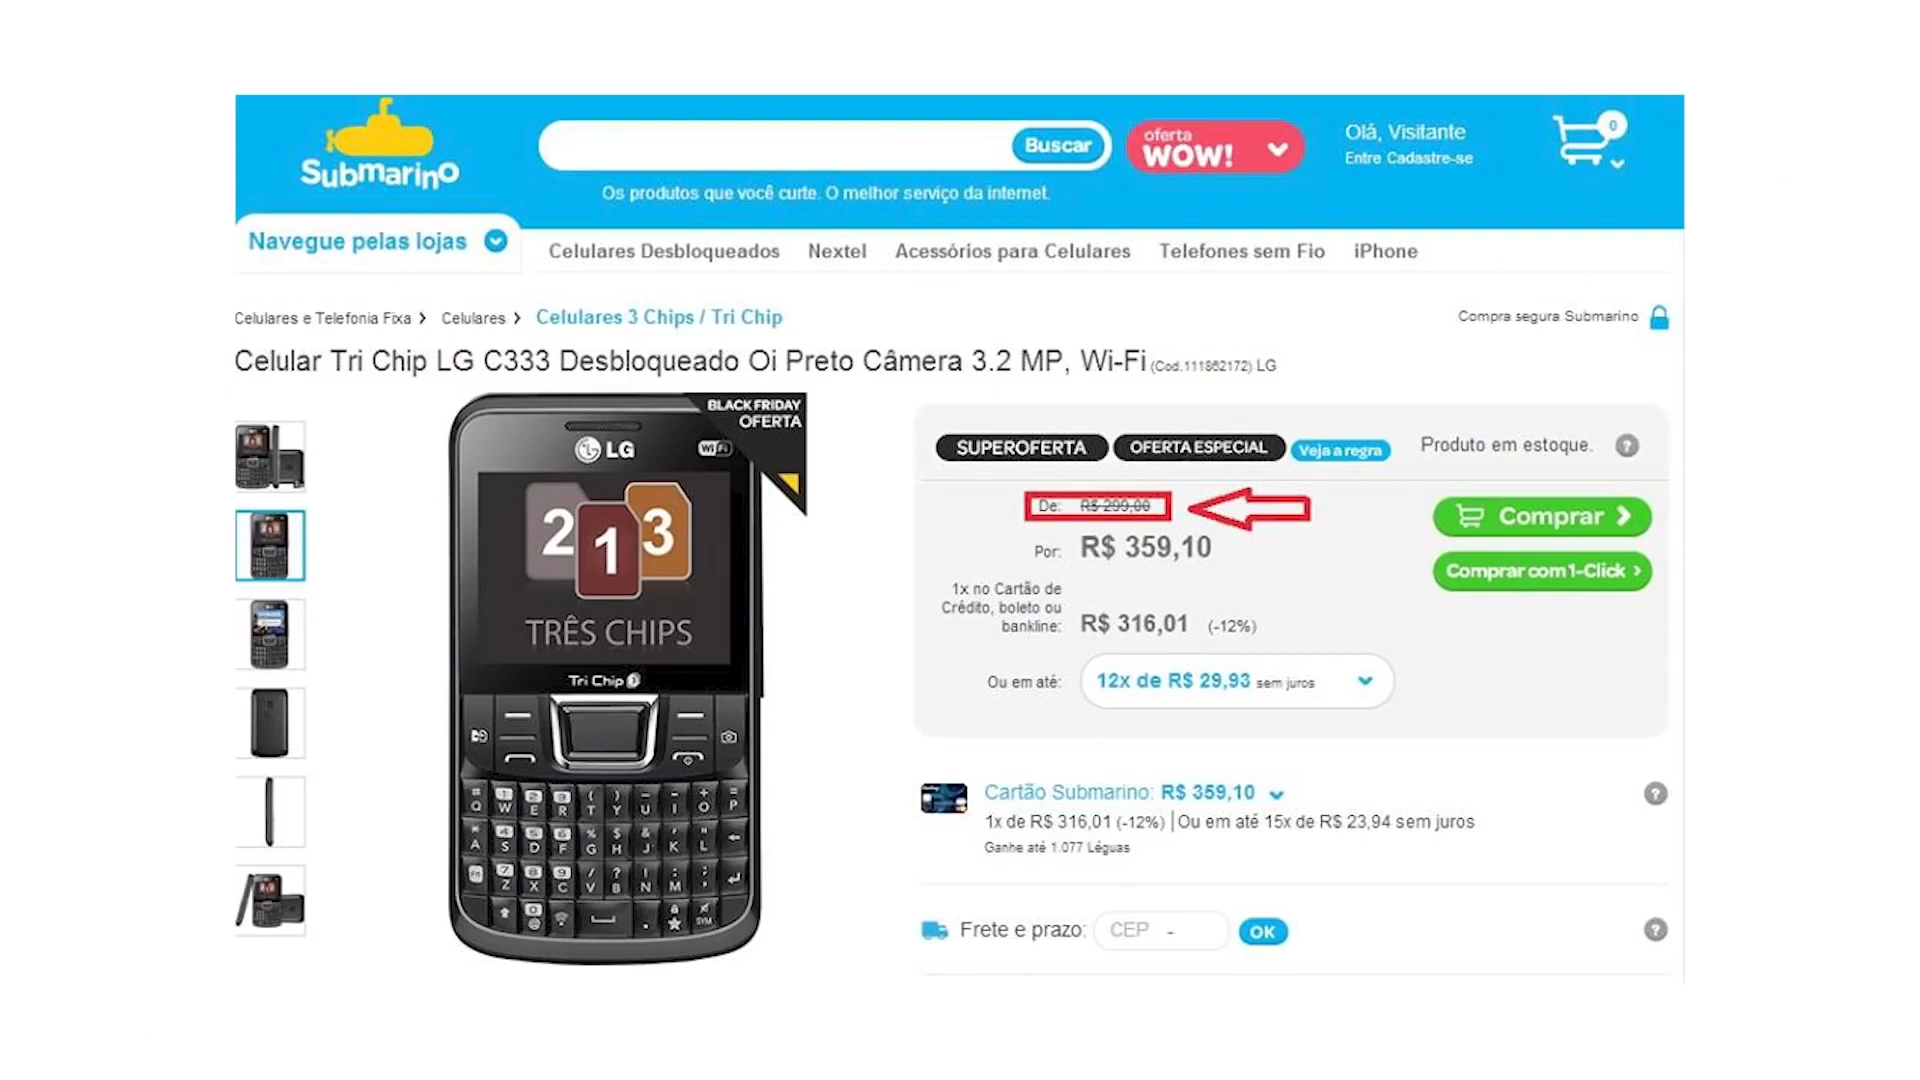 Submarino
Buscar
oferta
WOW!
Olá, Visitante
Entre Cadastre-se
0
Os produtos que você curte. O melhor serviço da internet.
Navegue pelas lojas
Celulares Desbloqueados Nextel Acessórios para Celulares Telefones sem Fio iPhone
Celulares e Telefonia Fixa > Celulares > Celulares 3 Chips / Tri Chip
Compra segura Submarino
Celular Tri Chip LG C333 Desbloqueado Oi Preto Câmera 3.2 MP, Wi-Fi (Cod.111862172) LG
BLACK FRIDAY
OFERTA
LG
WiFi
2 1 3
TRÊS CHIPS
Tri Chip 3
SUPEROFERTA OFERTA ESPECIAL Veja a regra
Produto em estoque. ?
De: R$ 299,00
Por: R$ 359,10
1x no Cartão de
Crédito, boleto ou
bankline: R$ 316,01 (-12%)
Ou em até: 12x de R$ 29,93 sem juros
Comprar
Comprar com 1-Click
Cartão Submarino: R$ 359,10
?
1x de R$ 316,01 (-12%) | Ou em até 15x de R$ 23,94 sem juros
Ganhe até 1.077 Léguas
Frete e prazo: CEP - OK
?